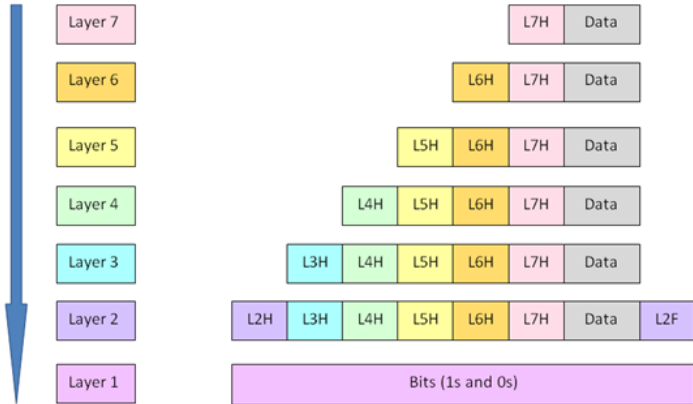 Layer 7 L7H Data
Layer 6 L6H L7H Data
Layer 5 L5H L6H L7H Data
Layer 4 L4H L5H L6H L7H Data
Layer 3 L3H L4H L5H L6H L7H Data
Layer 2 L2H L3H L4H L5H L6H L7H Data L2F
Layer 1 Bits (1s and 0s)